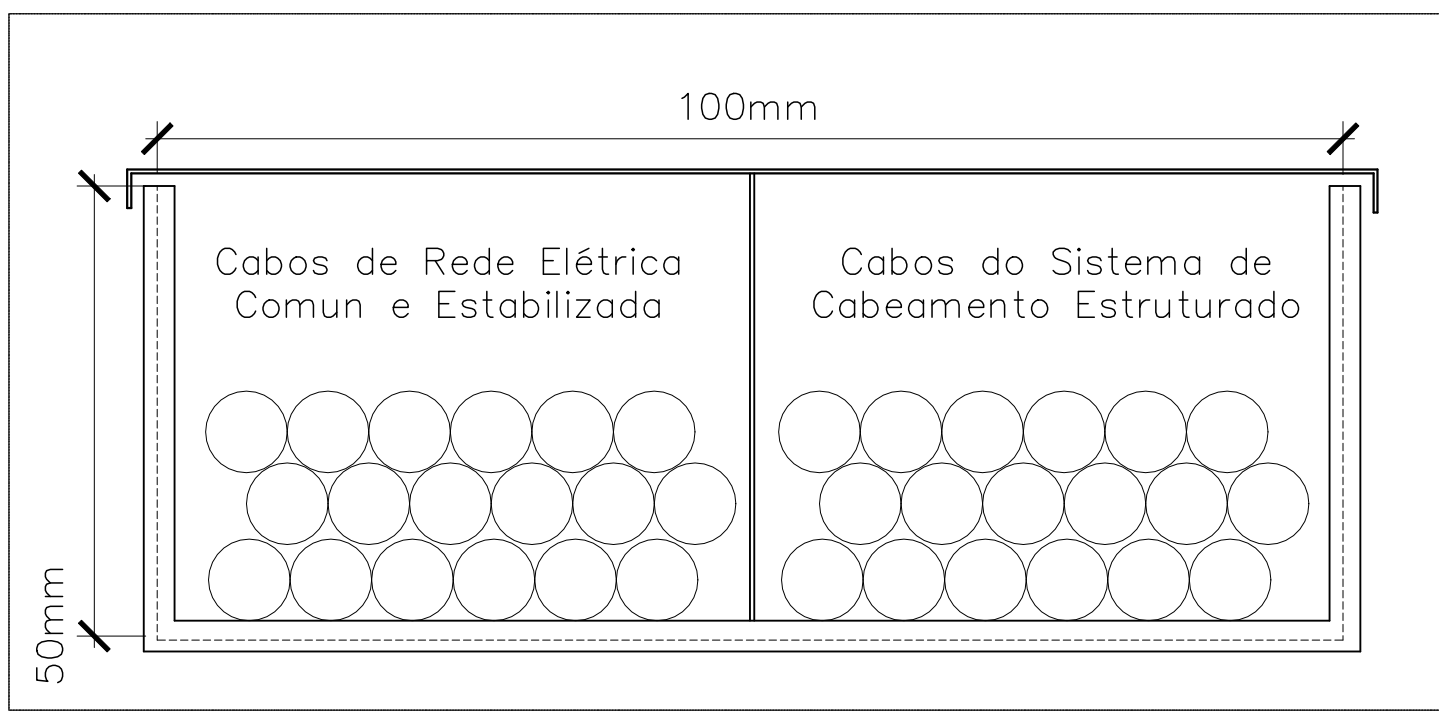 100mm
Cabos de Rede Elétrica
Comun e Estabilizada
Cabos do Sistema de
Cabeamento Estruturado
50mm